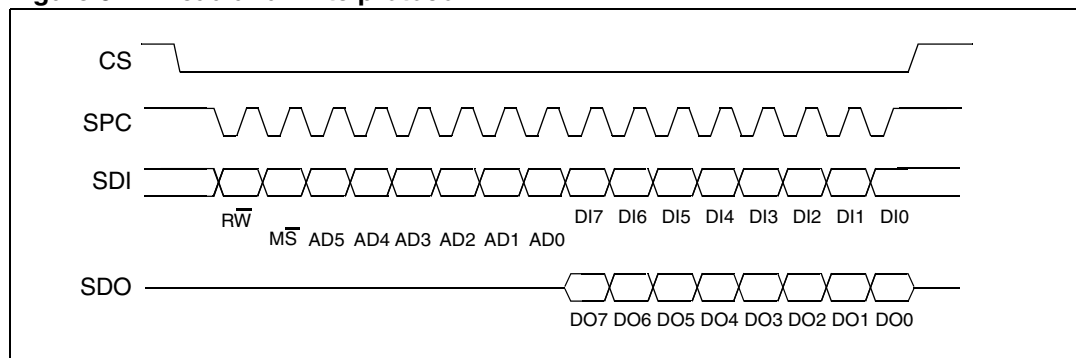 CS
SPC
SDI
RW̅ DI7 DI6 DI5 DI4 DI3 DI2 DI1 DI0
MS̅ AD5 AD4 AD3 AD2 AD1 AD0
SDO
DO7 DO6 DO5 DO4 DO3 DO2 DO1 DO0